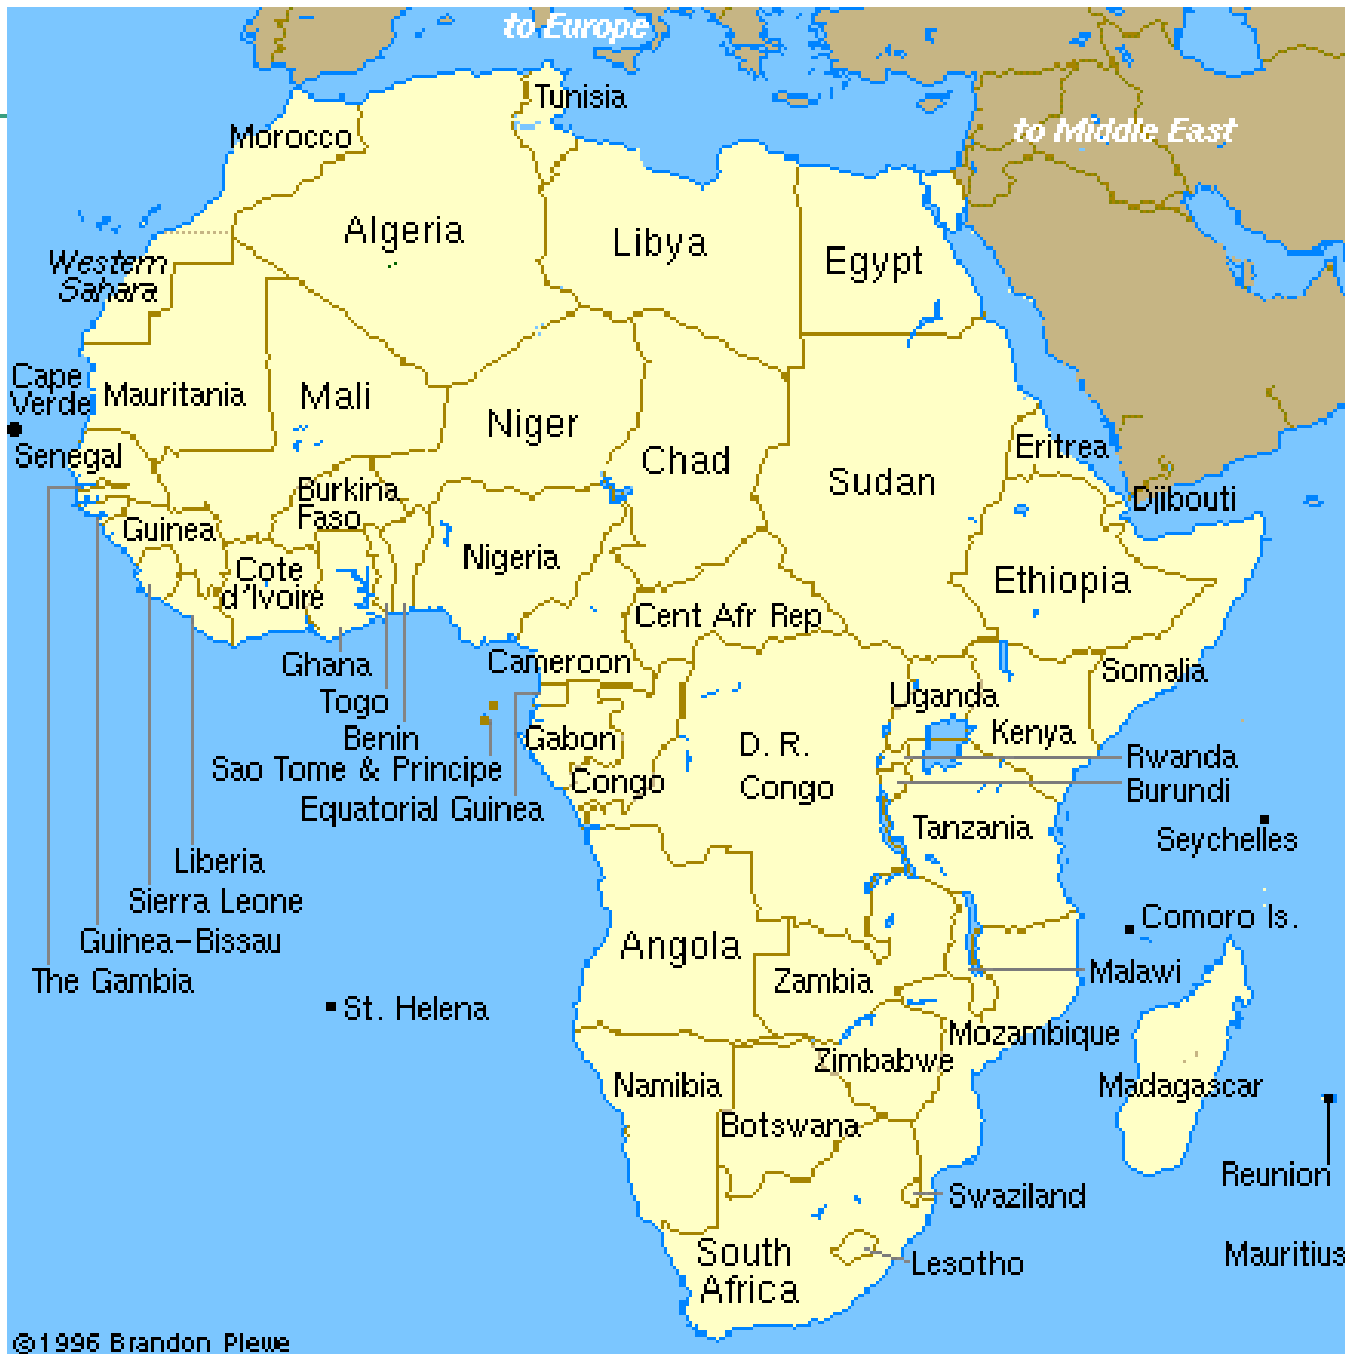 to Europe
Tunisia
to Middle East
Morocco
Algeria
Libya
Egypt
Western
Sahara
Cape
Verde
Mauritania
Mali
Niger
Chad
Sudan
Eritrea
Senegal
Burkina
Faso
Djibouti
Guinea
Nigeria
Cote
d'Ivoire
Ethiopia
Cent Afr Rep
Ghana
Cameroon
Somalia
Togo
Uganda
Benin
Gabon
D. R.
Congo
Kenya
Sao Tome & Principe
Congo
Rwanda
Equatorial Guinea
Burundi
Tanzania
Seychelles
Liberia
Sierra Leone
Comoro Is.
Guinea-Bissau
Angola
The Gambia
Zambia
Malawi
St. Helena
Mozambique
Zimbabwe
Namibia
Madagascar
Botswana
Reunion
Swaziland
South
Africa
Lesotho
Mauritius
©1996 Brandon Plewe